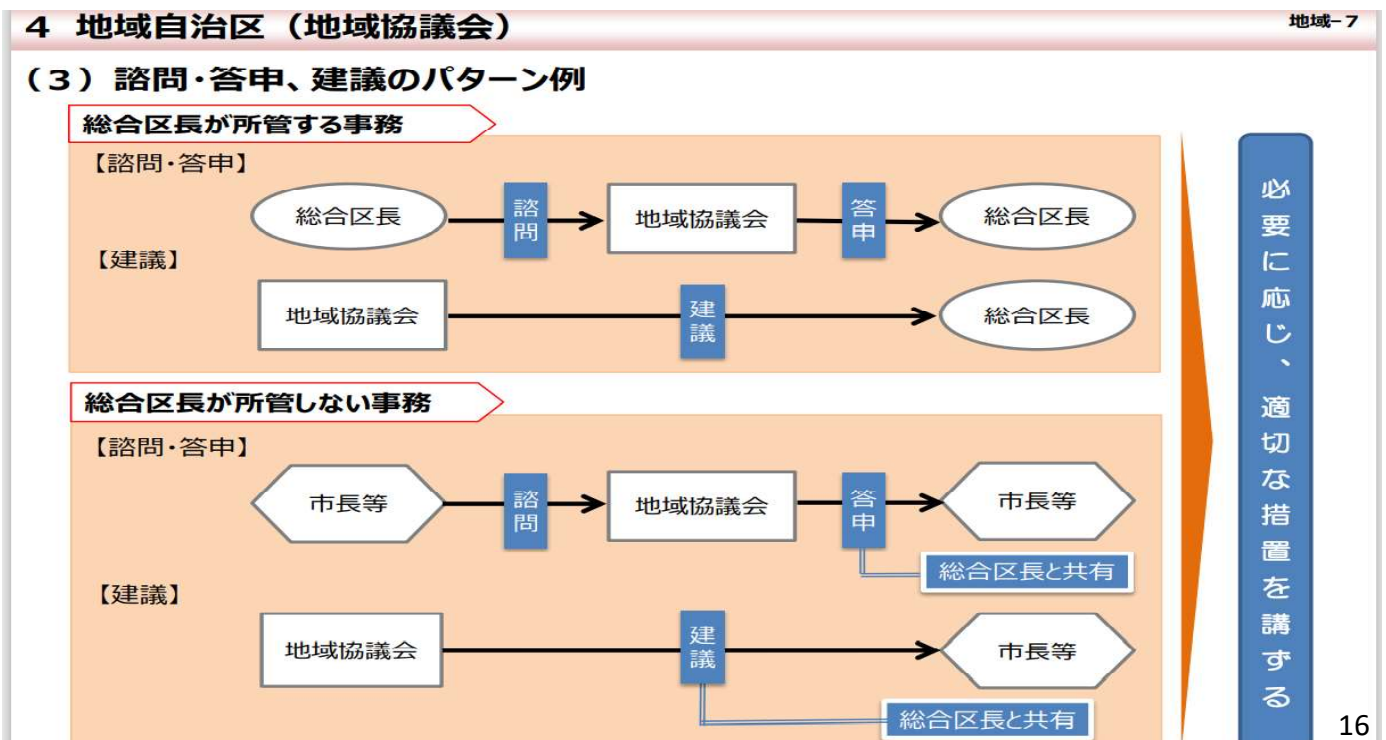 4 地域自治区（地域協議会）
地域-7
（3）諮問・答申、建議のパターン例
総合区長が所管する事務
【諮問・答申】
総合区長
諮問
地域協議会
答申
総合区長
【建議】
地域協議会
建議
総合区長
総合区長が所管しない事務
【諮問・答申】
市長等
諮問
地域協議会
答申
市長等
総合区長と共有
【建議】
地域協議会
建議
市長等
総合区長と共有
必要に応じ、適切な措置を講ずる
16